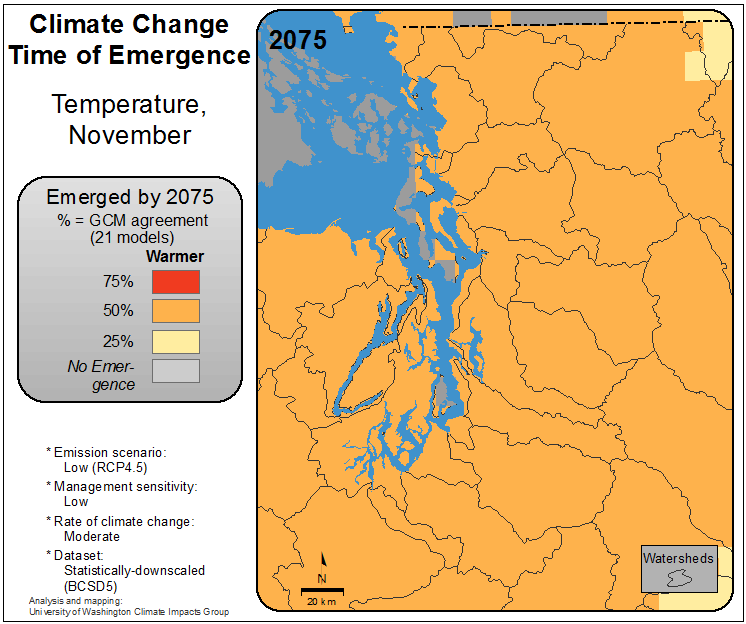 Climate Change
Time of Emergence
Temperature,
November
Emerged by 2075
% = GCM agreement
(21 models)
Warmer
75%
50%
25%
No Emer-
gence
* Emission scenario:
Low (RCP4.5)
* Management sensitivity:
Low
* Rate of climate change:
Moderate
* Dataset:
Statistically-downscaled
(BCSD5)
Analysis and mapping:
University of Washington Climate Impacts Group
2075
N
20 km
Watersheds